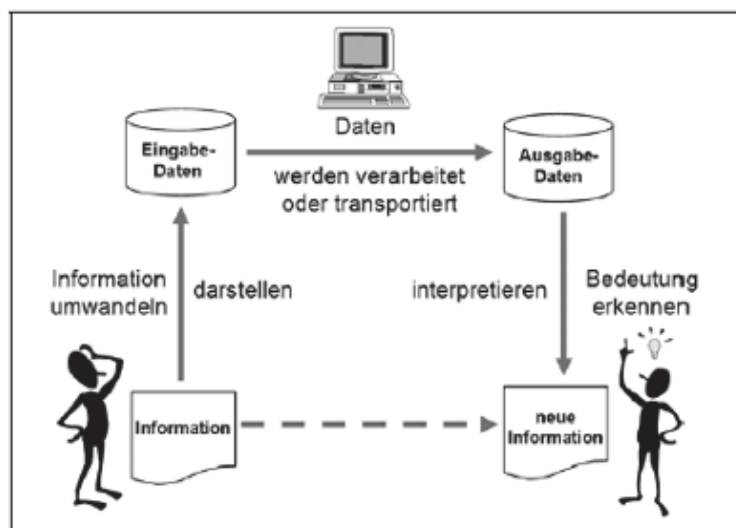 Daten
Eingabe-
Daten
Ausgabe-
Daten
werden verarbeitet
oder transportiert
Information
umwandeln
darstellen
interpretieren
Bedeutung
erkennen
Information
neue
Information